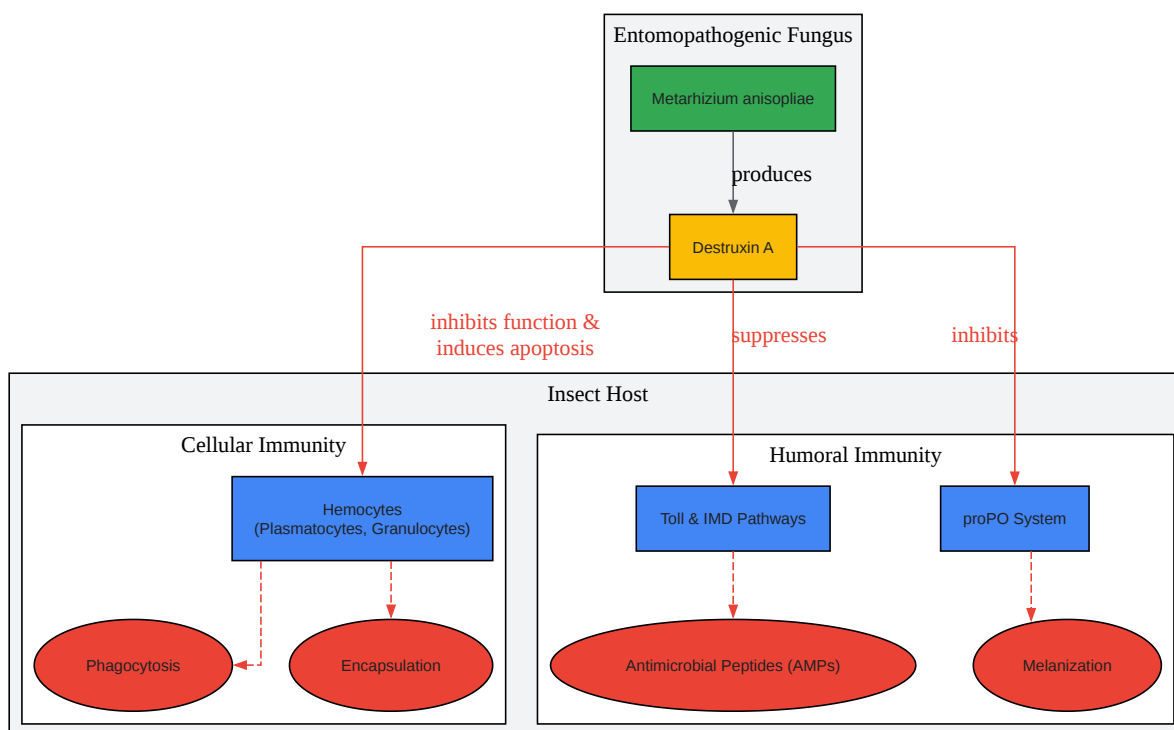 Entomopathogenic Fungus
Metarhizium anisopliae
produces
Destruxin A
inhibits function &
induces apoptosis
suppresses
inhibits
Insect Host
Cellular Immunity
Humoral Immunity
Hemocytes
(Plasmatocytes, Granulocytes)
Toll & IMD Pathways
proPO System
Phagocytosis
Encapsulation
Antimicrobial Peptides (AMPs)
Melanization